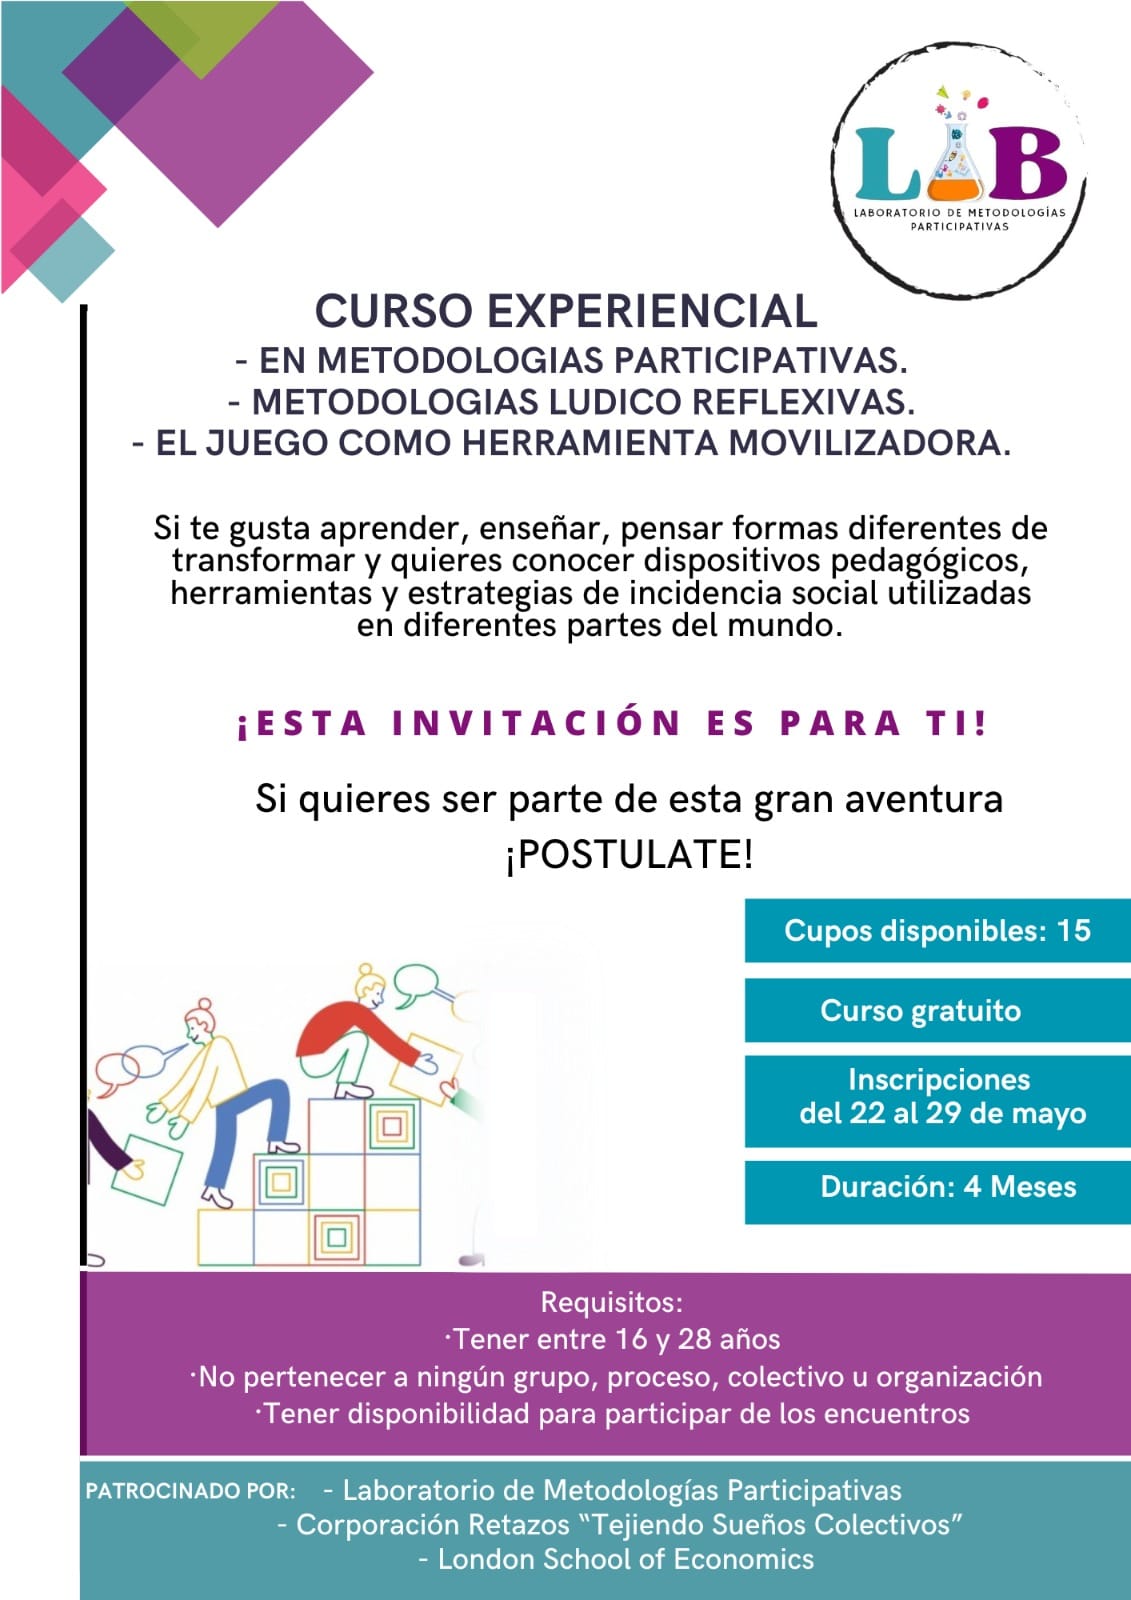 LAB
LABORATORIO DE METODOLOGÍAS
PARTICIPATIVAS
CURSO EXPERIENCIAL
- EN METODOLOGIAS PARTICIPATIVAS.
- METODOLOGIAS LUDICO REFLEXIVAS.
- EL JUEGO COMO HERRAMIENTA MOVILIZADORA.
Si te gusta aprender, enseñar, pensar formas diferentes de
transformar y quieres conocer dispositivos pedagógicos,
herramientas y estrategias de incidencia social utilizadas
en diferentes partes del mundo.
¡ESTA INVITACIÓN ES PARA TI!
Si quieres ser parte de esta gran aventura
¡POSTULATE!
Cupos disponibles: 15
Curso gratuito
Inscripciones
del 22 al 29 de mayo
Duración: 4 Meses
Requisitos:
·Tener entre 16 y 28 años
·No pertenecer a ningún grupo, proceso, colectivo u organización
·Tener disponibilidad para participar de los encuentros
PATROCINADO POR: - Laboratorio de Metodologías Participativas
- Corporación Retazos “Tejiendo Sueños Colectivos”
- London School of Economics